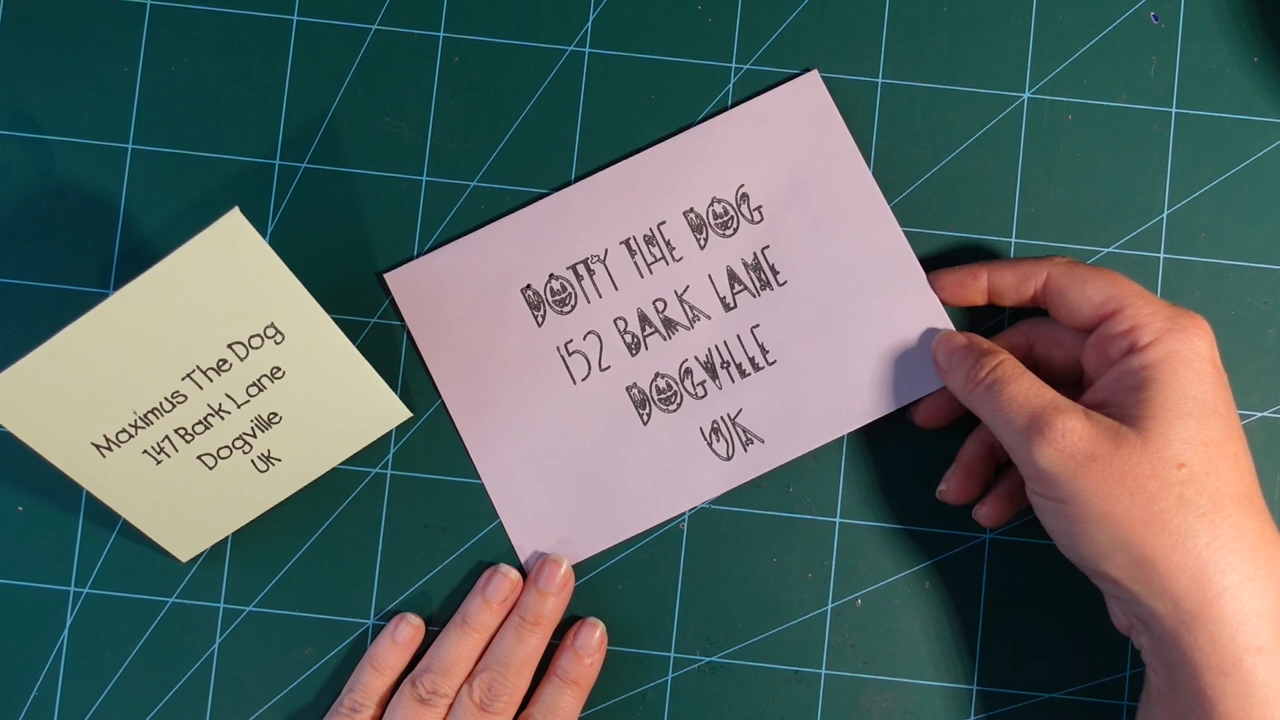 Maximus The Dog
147 Bark Lane
Dogville
UK
DOTTY THE DOG
152 BARK LANE
DOGVILLE
UK